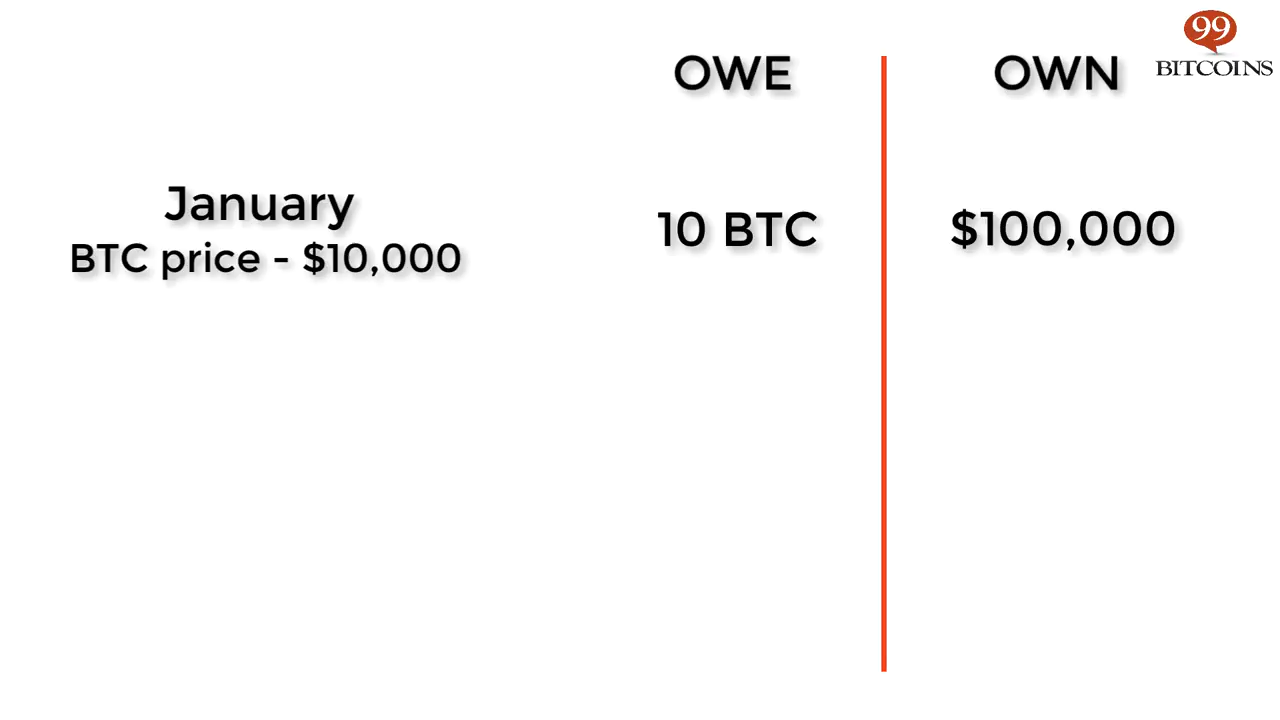 99
BITCOINS
OWE
OWN
January
BTC price - $10,000
10 BTC
$100,000